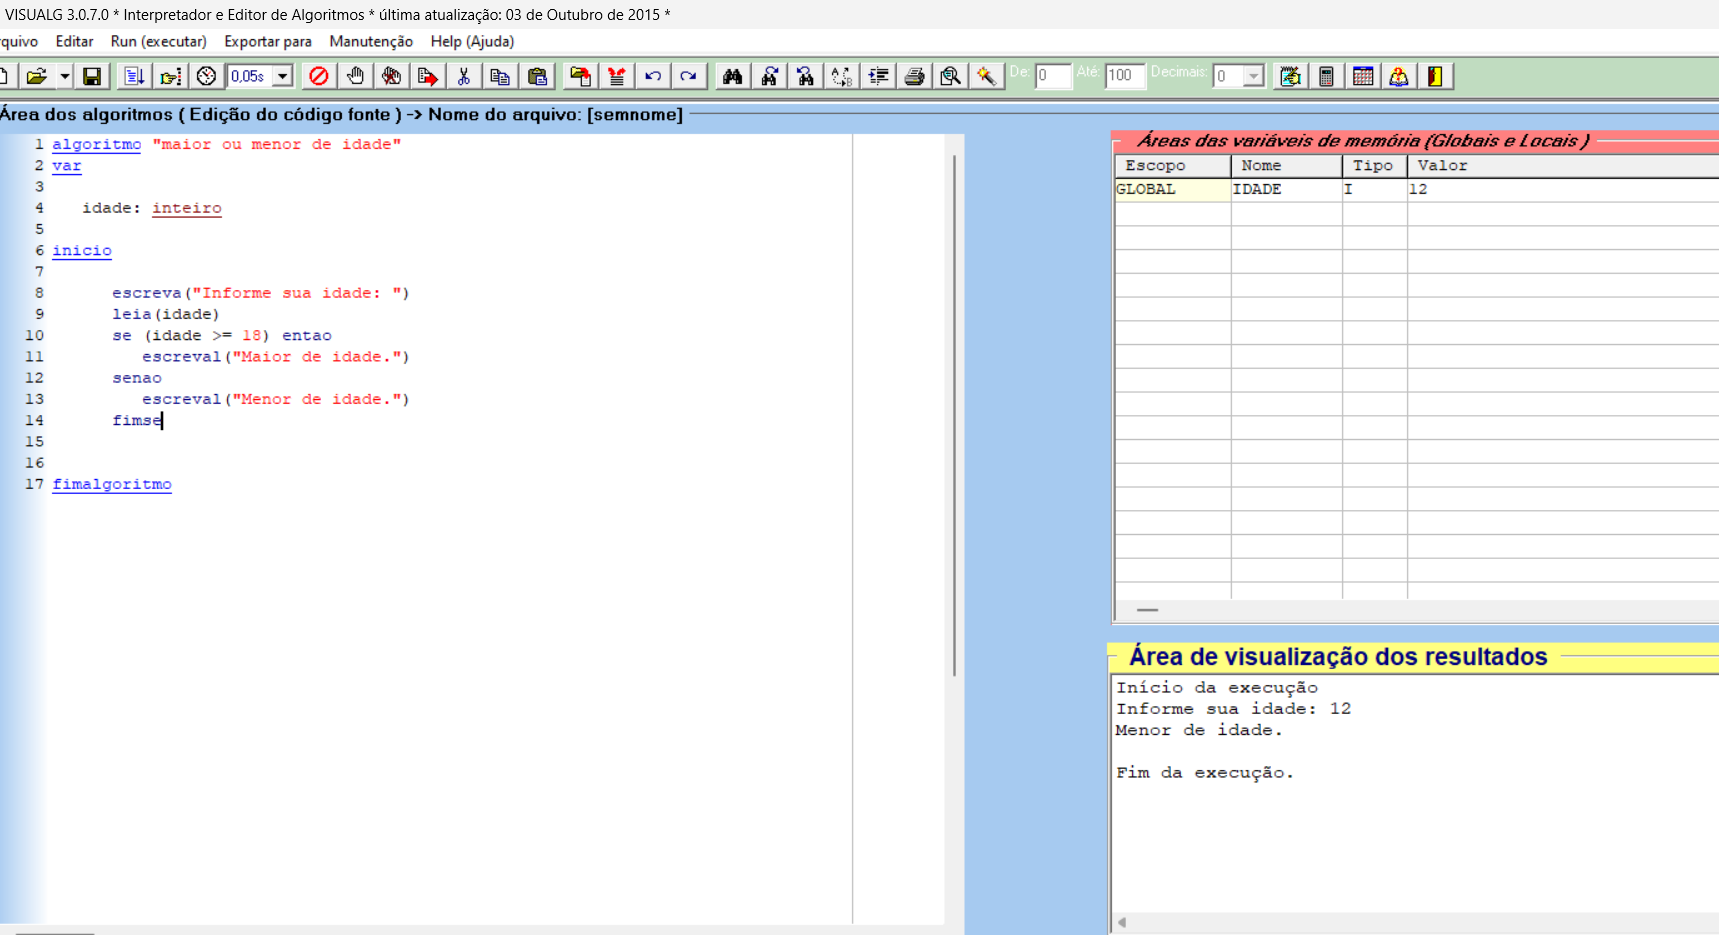 VISUALG 3.0.7.0 * Interpretador e Editor de Algoritmos * última atualização: 03 de Outubro de 2015 *
rquivo Editar Run (executar) Exportar para Manutenção Help (Ajuda)
0,05s De: 0 Até: 100 Decimais: 0
Área dos algoritmos ( Edição do código fonte ) -> Nome do arquivo: [semnome]
1 algoritmo "maior ou menor de idade"
2 var
3
4 idade: inteiro
5
6 inicio
7
8 escreva("Informe sua idade: ")
9 leia(idade)
10 se (idade >= 18) entao
11 escreval("Maior de idade.")
12 senao
13 escreval("Menor de idade.")
14 fimse
15
16
17 fimalgoritmo
Áreas das variáveis de memória (Globais e Locais )
Escopo Nome Tipo Valor
GLOBAL IDADE I 12
Área de visualização dos resultados
Início da execução
Informe sua idade: 12
Menor de idade.
Fim da execução.